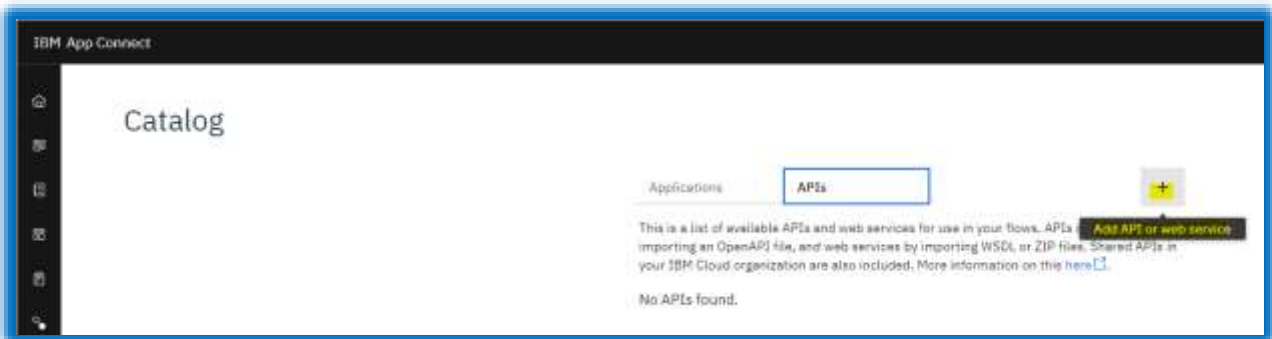 IBM App Connect
Catalog
Applications
APIs
+
This is a list of available APIs and web services for use in your flows. APIs
Add API or web service
importing an OpenAPI file, and web services by importing WSDL or ZIP files. Shared APIs in
your IBM Cloud organization are also included. More information on this here
No APIs found.